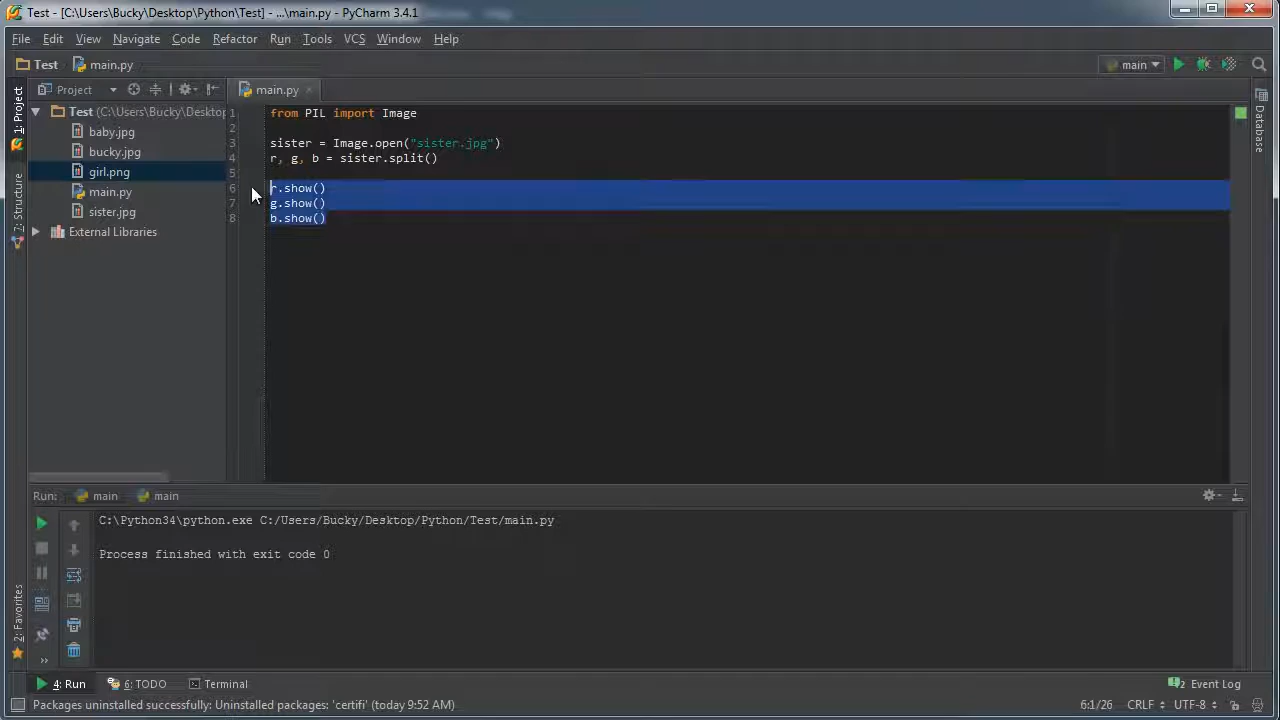 Test - [C:\Users\Bucky\Desktop\Python\Test] - ...\main.py - PyCharm 3.4.1
File Edit View Navigate Code Refactor Run Tools VCS Window Help
Test main.py main
1: Project
Project
main.py
Test (C:\Users\Bucky\Desktop
baby.jpg
bucky.jpg
girl.png
main.py
sister.jpg
External Libraries
7: Structure
1 from PIL import Image
2
3 sister = Image.open("sister.jpg")
4 r, g, b = sister.split()
5
6 r.show()
7 g.show()
8 b.show()
Database
Run: main main
C:\Python34\python.exe C:/Users/Bucky/Desktop/Python/Test/main.py
Process finished with exit code 0
2: Favorites
4: Run 6: TODO Terminal 2 Event Log
Packages uninstalled successfully: Uninstalled packages: 'certifi' (today 9:52 AM) 6:1/26 CRLF UTF-8